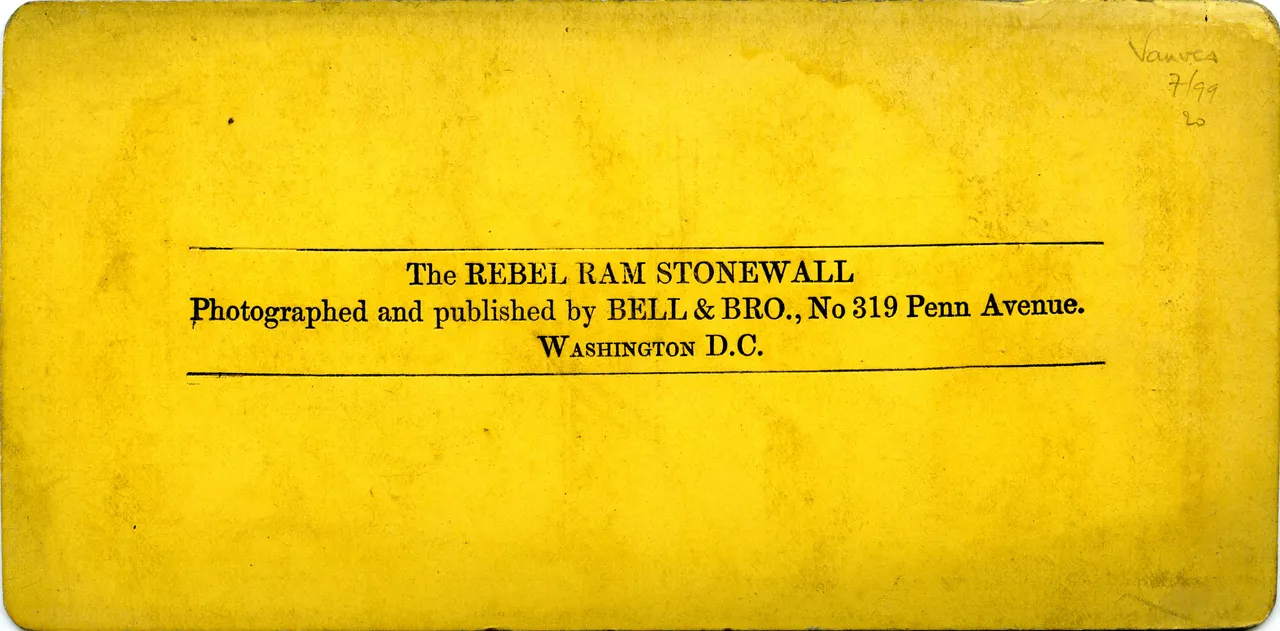 Vanves
7/99
20
The REBEL RAM STONEWALL
Photographed and published by BELL & BRO., No 319 Penn Avenue.
WASHINGTON D.C.